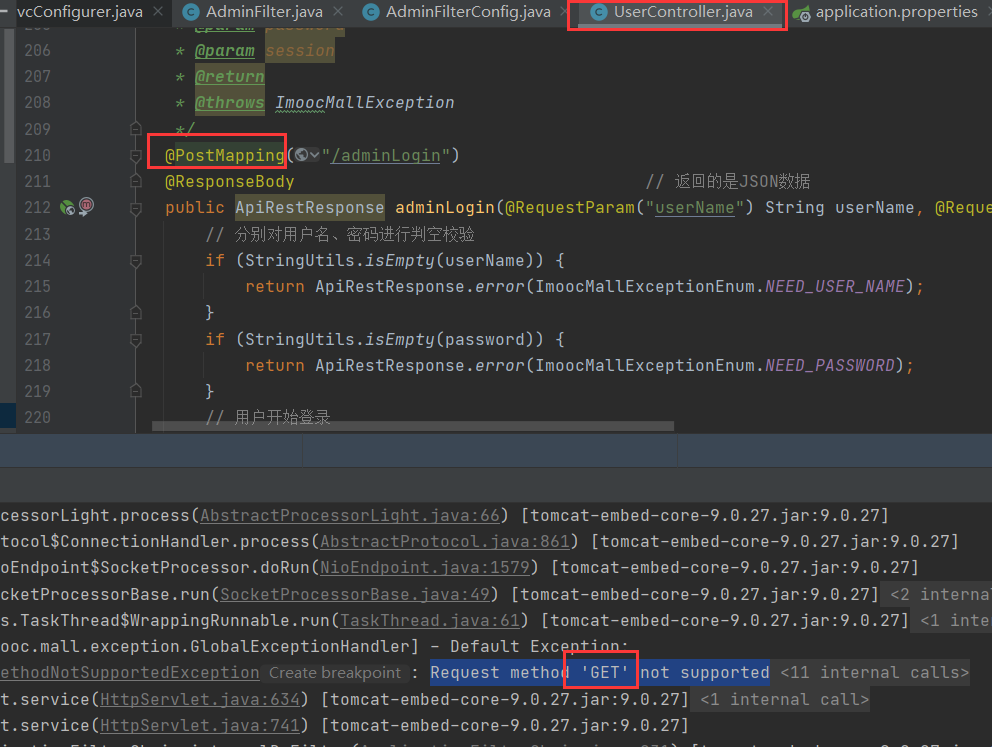 vcConfigurer.java AdminFilter.java AdminFilterConfig.java UserController.java application.properties
* @param
206 * @param session
207 * @return
208 * @throws ImoocMallException
209 */
210 @PostMapping("/adminLogin")
211 @ResponseBody // 返回的是JSON数据
212 public ApiRestResponse adminLogin(@RequestParam("userName") String userName, @Reque
213 // 分别对用户名、密码进行判空校验
214 if (StringUtils.isEmpty(userName)) {
215 return ApiRestResponse.error(ImoocMallExceptionEnum.NEED_USER_NAME);
216 }
217 if (StringUtils.isEmpty(password)) {
218 return ApiRestResponse.error(ImoocMallExceptionEnum.NEED_PASSWORD);
219 }
220 // 用户开始登录
cessorLight.process(AbstractProcessorLight.java:66) [tomcat-embed-core-9.0.27.jar:9.0.27]
tocol$ConnectionHandler.process(AbstractProtocol.java:861) [tomcat-embed-core-9.0.27.jar:9.0.27]
oEndpoint$SocketProcessor.doRun(NioEndpoint.java:1579) [tomcat-embed-core-9.0.27.jar:9.0.27]
cketProcessorBase.run(SocketProcessorBase.java:49) [tomcat-embed-core-9.0.27.jar:9.0.27] <2 interna
s.TaskThread$WrappingRunnable.run(TaskThread.java:61) [tomcat-embed-core-9.0.27.jar:9.0.27] <1 inte
ooc.mall.exception.GlobalExceptionHandler] - Default Exception:
ethodNotSupportedException Create breakpoint : Request method 'GET' not supported <11 internal calls>
t.service(HttpServlet.java:634) [tomcat-embed-core-9.0.27.jar:9.0.27] <1 internal call>
t.service(HttpServlet.java:741) [tomcat-embed-core-9.0.27.jar:9.0.27]